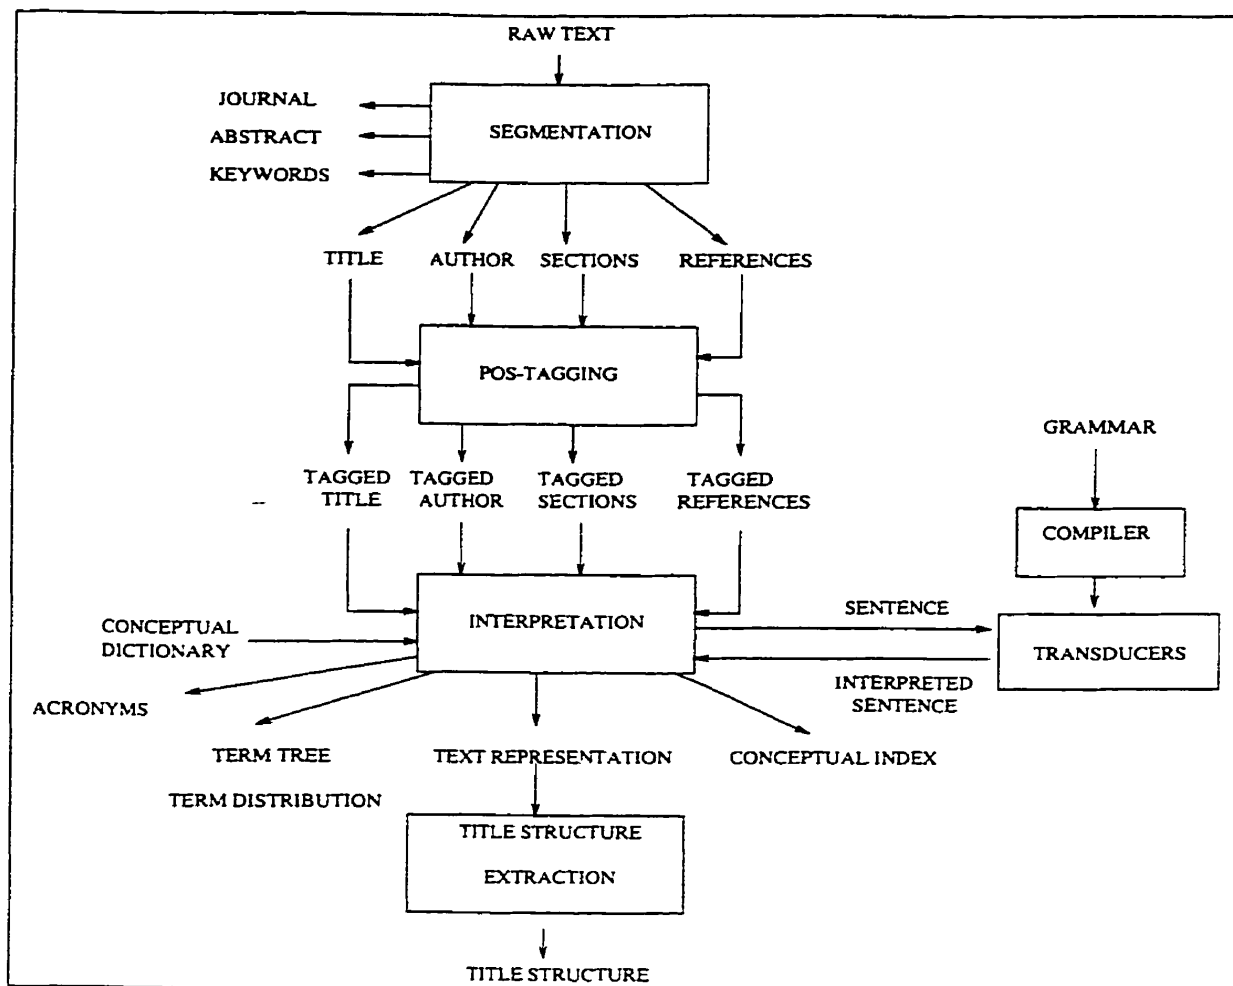 RAW TEXT
JOURNAL
ABSTRACT
KEYWORDS
SEGMENTATION
TITLE
AUTHOR
SECTIONS
REFERENCES
POS-TAGGING
TAGGED
TITLE
TAGGED
AUTHOR
TAGGED
SECTIONS
TAGGED
REFERENCES
GRAMMAR
COMPILER
INTERPRETATION
SENTENCE
TRANSDUCERS
INTERPRETED
SENTENCE
CONCEPTUAL
DICTIONARY
ACRONYMS
TERM TREE
TERM DISTRIBUTION
TEXT REPRESENTATION
CONCEPTUAL INDEX
TITLE STRUCTURE
EXTRACTION
TITLE STRUCTURE